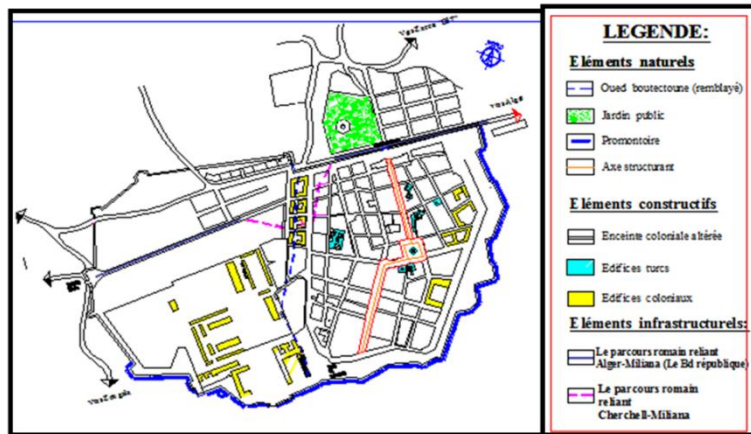 LEGENDE:
Eléments naturels
Oued boutectoune (remblayé)
Jardin public
Promontoire
Axe structurant
Eléments constructifs
Enceinte coloniale altérée
Edifices turcs
Edifices coloniaux
Eléments infrastructurels:
Le parcours romain reliant
Alger-Miliana (Le Bd république)
Le parcours romain
reliant
Cherchell-Miliana